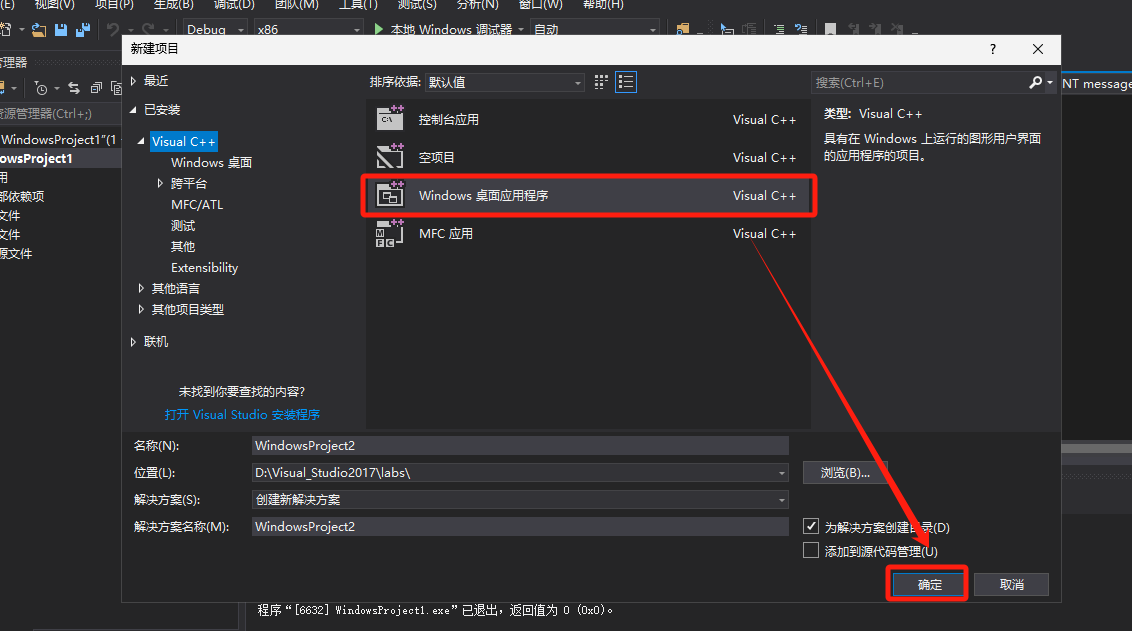 (E) 视图(V) 项目(P) 生成(B) 调试(D) 团队(M) 工具(T) 测试(S) 分析(N) 窗口(W) 帮助(H)
Debug x86 本地 Windows 调试器 自动
新建项目 ?
管理器
最近
排序依据: 默认值
搜索(Ctrl+E)
NT message
资源管理器(Ctrl+;)
已安装
控制台应用 Visual C++
类型: Visual C++
WindowsProject1"(1
Visual C++
具有在 Windows 上运行的图形用户界面
的应用程序的项目。
owsProject1
Windows 桌面
空项目 Visual C++
用
跨平台
部依赖项
MFC/ATL
Windows 桌面应用程序 Visual C++
文件
测试
文件
其他
MFC 应用 Visual C++
源文件
Extensibility
其他语言
其他项目类型
联机
未找到你要查找的内容?
打开 Visual Studio 安装程序
名称(N): WindowsProject2
位置(L): D:\Visual_Studio2017\labs\ 浏览(B)...
解决方案(S): 创建新解决方案
解决方案名称(M): WindowsProject2
为解决方案创建目录(D)
添加到源代码管理(U)
确定 取消
程序“[6632] WindowsProject1.exe”已退出，返回值为 0 (0x0)。